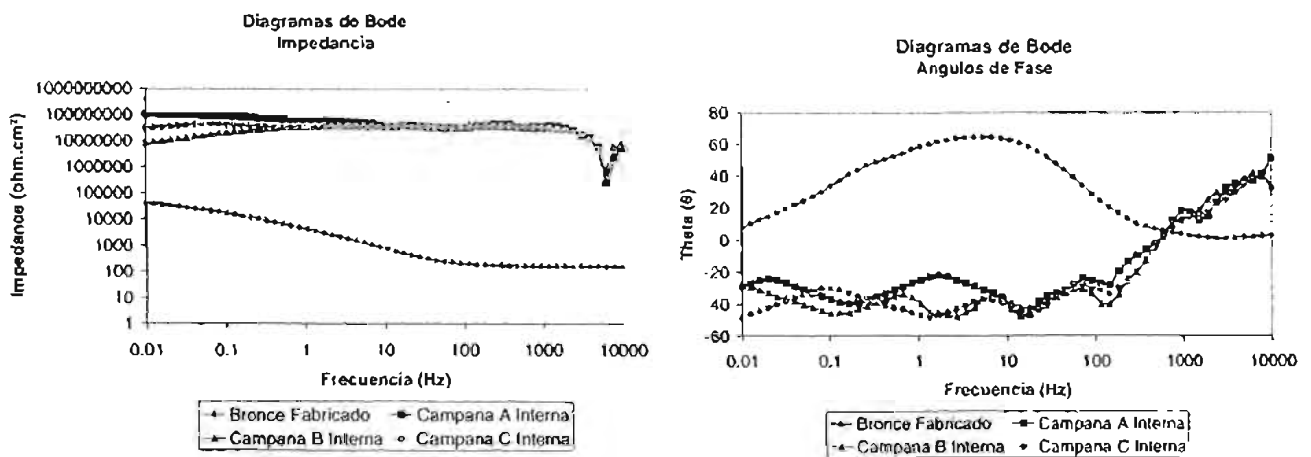 Diagramas de Bode
Impedancia
Impedance (ohm.cm²)
1000000000
100000000
10000000
1000000
100000
10000
1000
100
10
1
0.01 0.1 1 10 100 1000 10000
Frecuencia (Hz)
Bronce Fabricado Campana A Interna
Campana B Interna Campana C Interna
Diagramas de Bode
Angulos de Fase
Theta (θ)
80
60
40
20
0
-20
-40
-60
0.01 0.1 1 10 100 1000 10000
Frecuencia (Hz)
Bronce Fabricado Campana A Interna
Campana B Interna Campana C Interna